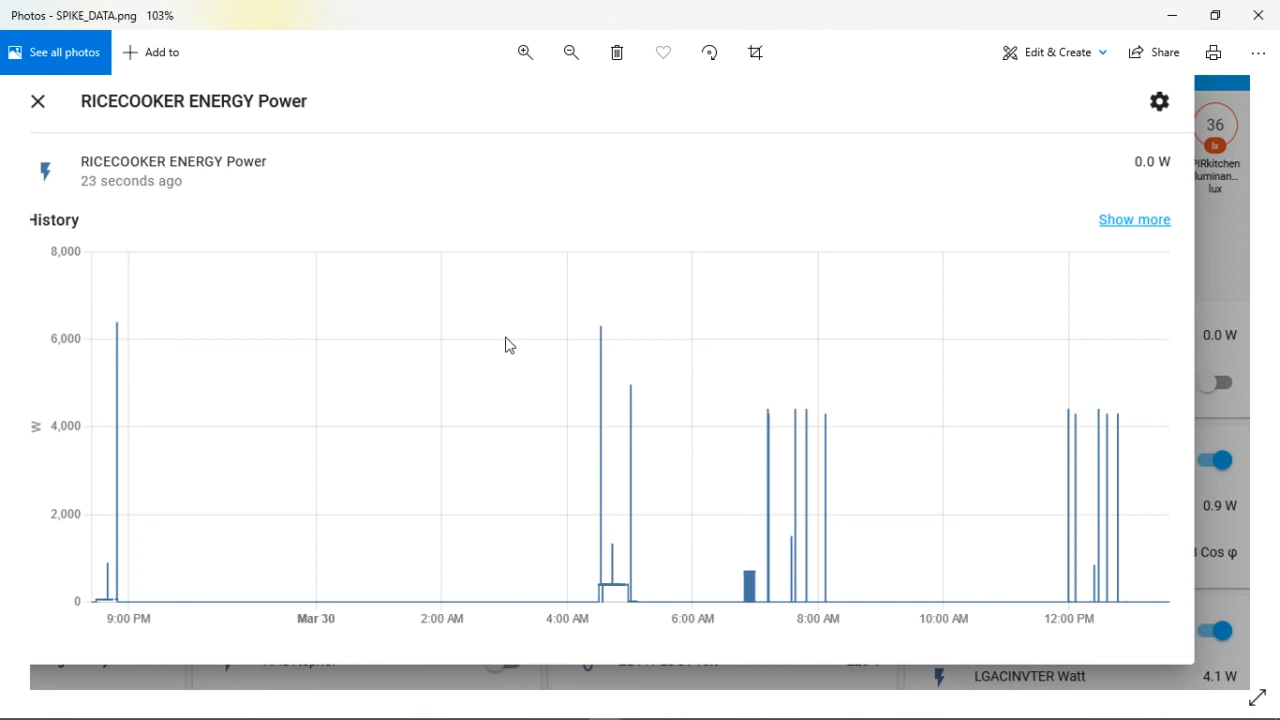 Photos - SPIKE_DATA.png 103%
See all photos
Add to
Edit & Create
Share
RICECOOKER ENERGY Power
RICECOOKER ENERGY Power
0.0 W
23 seconds ago
History
Show more
8,000
6,000
4,000
2,000
0
W
9:00 PM
Mar 30
2:00 AM
4:00 AM
6:00 AM
8:00 AM
10:00 AM
12:00 PM
36
lx
PIRkitchen
luminan...
lux
0.0 W
0.9 W
Cos φ
LGACINVTER Watt
4.1 W